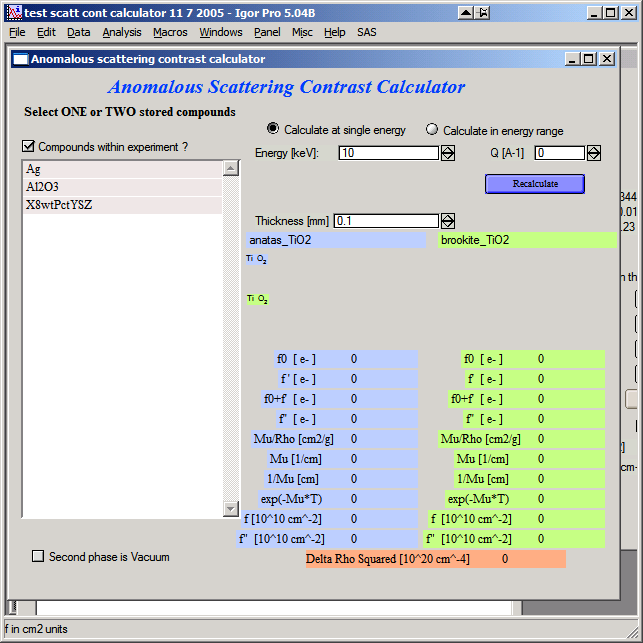 test scatt cont calculator 11 7 2005 - Igor Pro 5.04B
File Edit Data Analysis Macros Windows Panel Misc Help SAS
Anomalous scattering contrast calculator
Anomalous Scattering Contrast Calculator
Select ONE or TWO stored compounds
Calculate at single energy Calculate in energy range
Compounds within experiment ?
Energy [keV]: 10 Q [A-1] 0
Ag
Al2O3
X8wtPctYSZ
Recalculate
344
0.01
.23
Thickness [mm] 0.1
anatas_TiO2 brookite_TiO2
Ti O2
Ti O2
f0 [ e- ] 0 f0 [ e- ] 0
f ' [ e- ] 0 f' [ e- ] 0
f0+f' [ e- ] 0 f0+f' [ e- ] 0
f'' [ e- ] 0 f'' [ e- ] 0
Mu/Rho [cm2/g] 0 Mu/Rho [cm2/g] 0
Mu [1/cm] 0 Mu [1/cm] 0
1/Mu [cm] 0 1/Mu [cm] 0
exp(-Mu*T) 0 exp(-Mu*T) 0
f [10^10 cm^-2] 0 f [10^10 cm^-2] 0
f'' [10^10 cm^-2] 0 f'' [10^10 cm^-2] 0
Second phase is Vacuum
Delta Rho Squared [10^20 cm^-4] 0
f in cm2 units